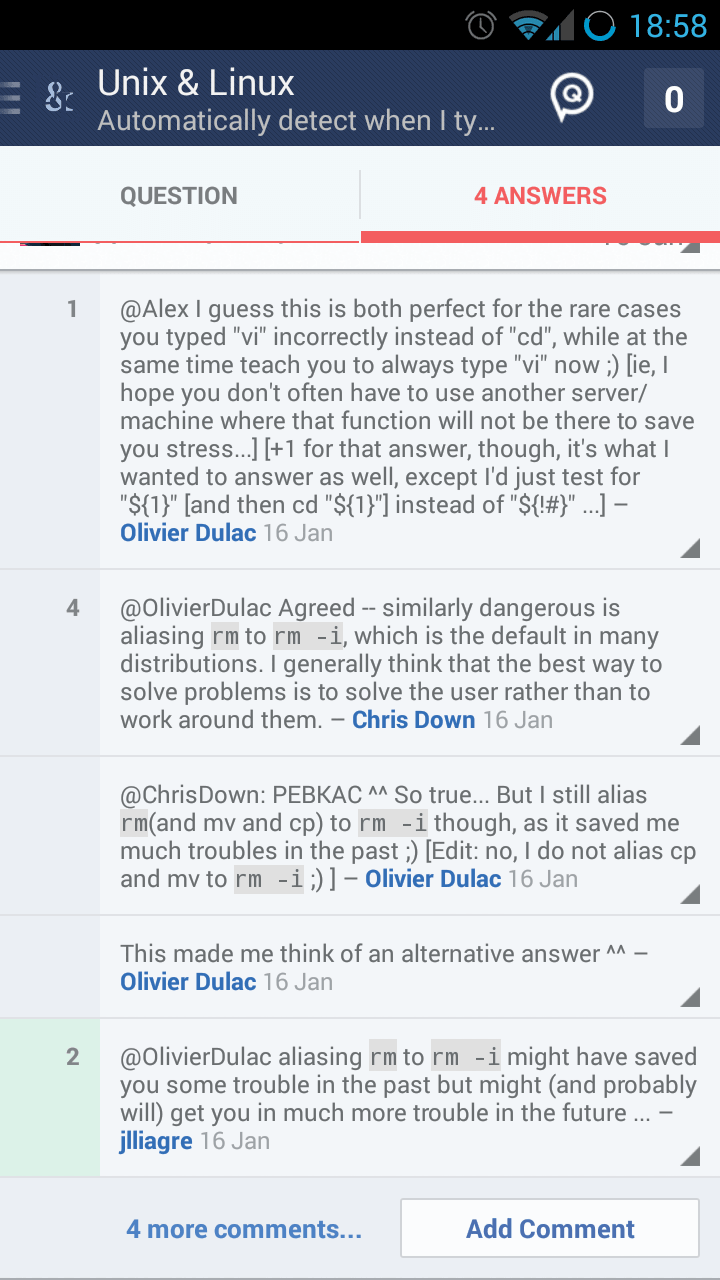 18:58
Unix & Linux
Automatically detect when I ty...
0
QUESTION
4 ANSWERS
1
@Alex I guess this is both perfect for the rare cases
you typed "vi" incorrectly instead of "cd", while at the
same time teach you to always type "vi" now ;) [ie, I
hope you don't often have to use another server/
machine where that function will not be there to save
you stress...] [+1 for that answer, though, it's what I
wanted to answer as well, except I'd just test for
"${1}" [and then cd "${1}"] instead of "${!#}" ...] –
Olivier Dulac 16 Jan
4
@OlivierDulac Agreed -- similarly dangerous is
aliasing rm to rm -i, which is the default in many
distributions. I generally think that the best way to
solve problems is to solve the user rather than to
work around them. – Chris Down 16 Jan
@ChrisDown: PEBKAC ^^ So true... But I still alias
rm(and mv and cp) to rm -i though, as it saved me
much troubles in the past ;) [Edit: no, I do not alias cp
and mv to rm -i ;) ] – Olivier Dulac 16 Jan
This made me think of an alternative answer ^^ –
Olivier Dulac 16 Jan
2
@OlivierDulac aliasing rm to rm -i might have saved
you some trouble in the past but might (and probably
will) get you in much more trouble in the future ... –
jlliagre 16 Jan
4 more comments...
Add Comment